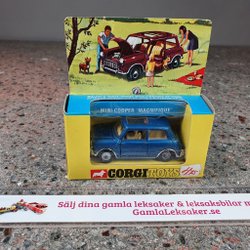 MINI-COOPER "MAGNIFIQUE"
CORGI TOYS
Sälj dina gamla leksaker & leksaksbilar m
GamlaLeksaker.se